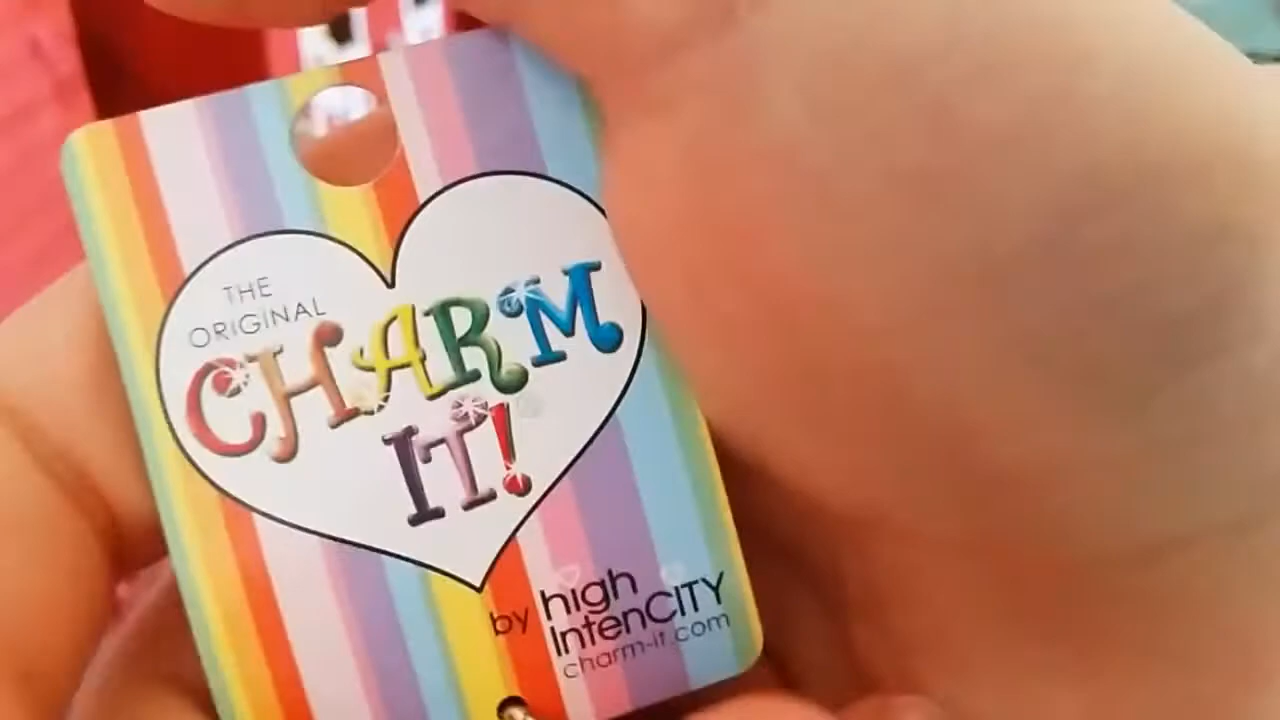 THE
ORIGINAL
CHARM
IT!
by high
IntenCITY
charm-it.com